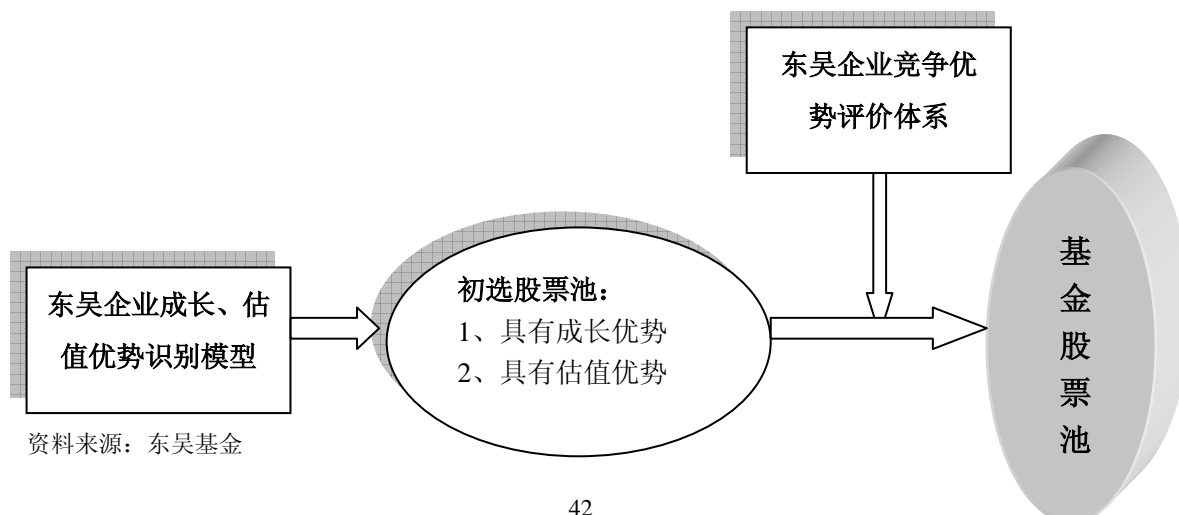 东吴企业竞争优
势评价体系
东吴企业成长、估
值优势识别模型
初选股票池：
1、具有成长优势
2、具有估值优势
基
金
股
票
池
资料来源：东吴基金
42